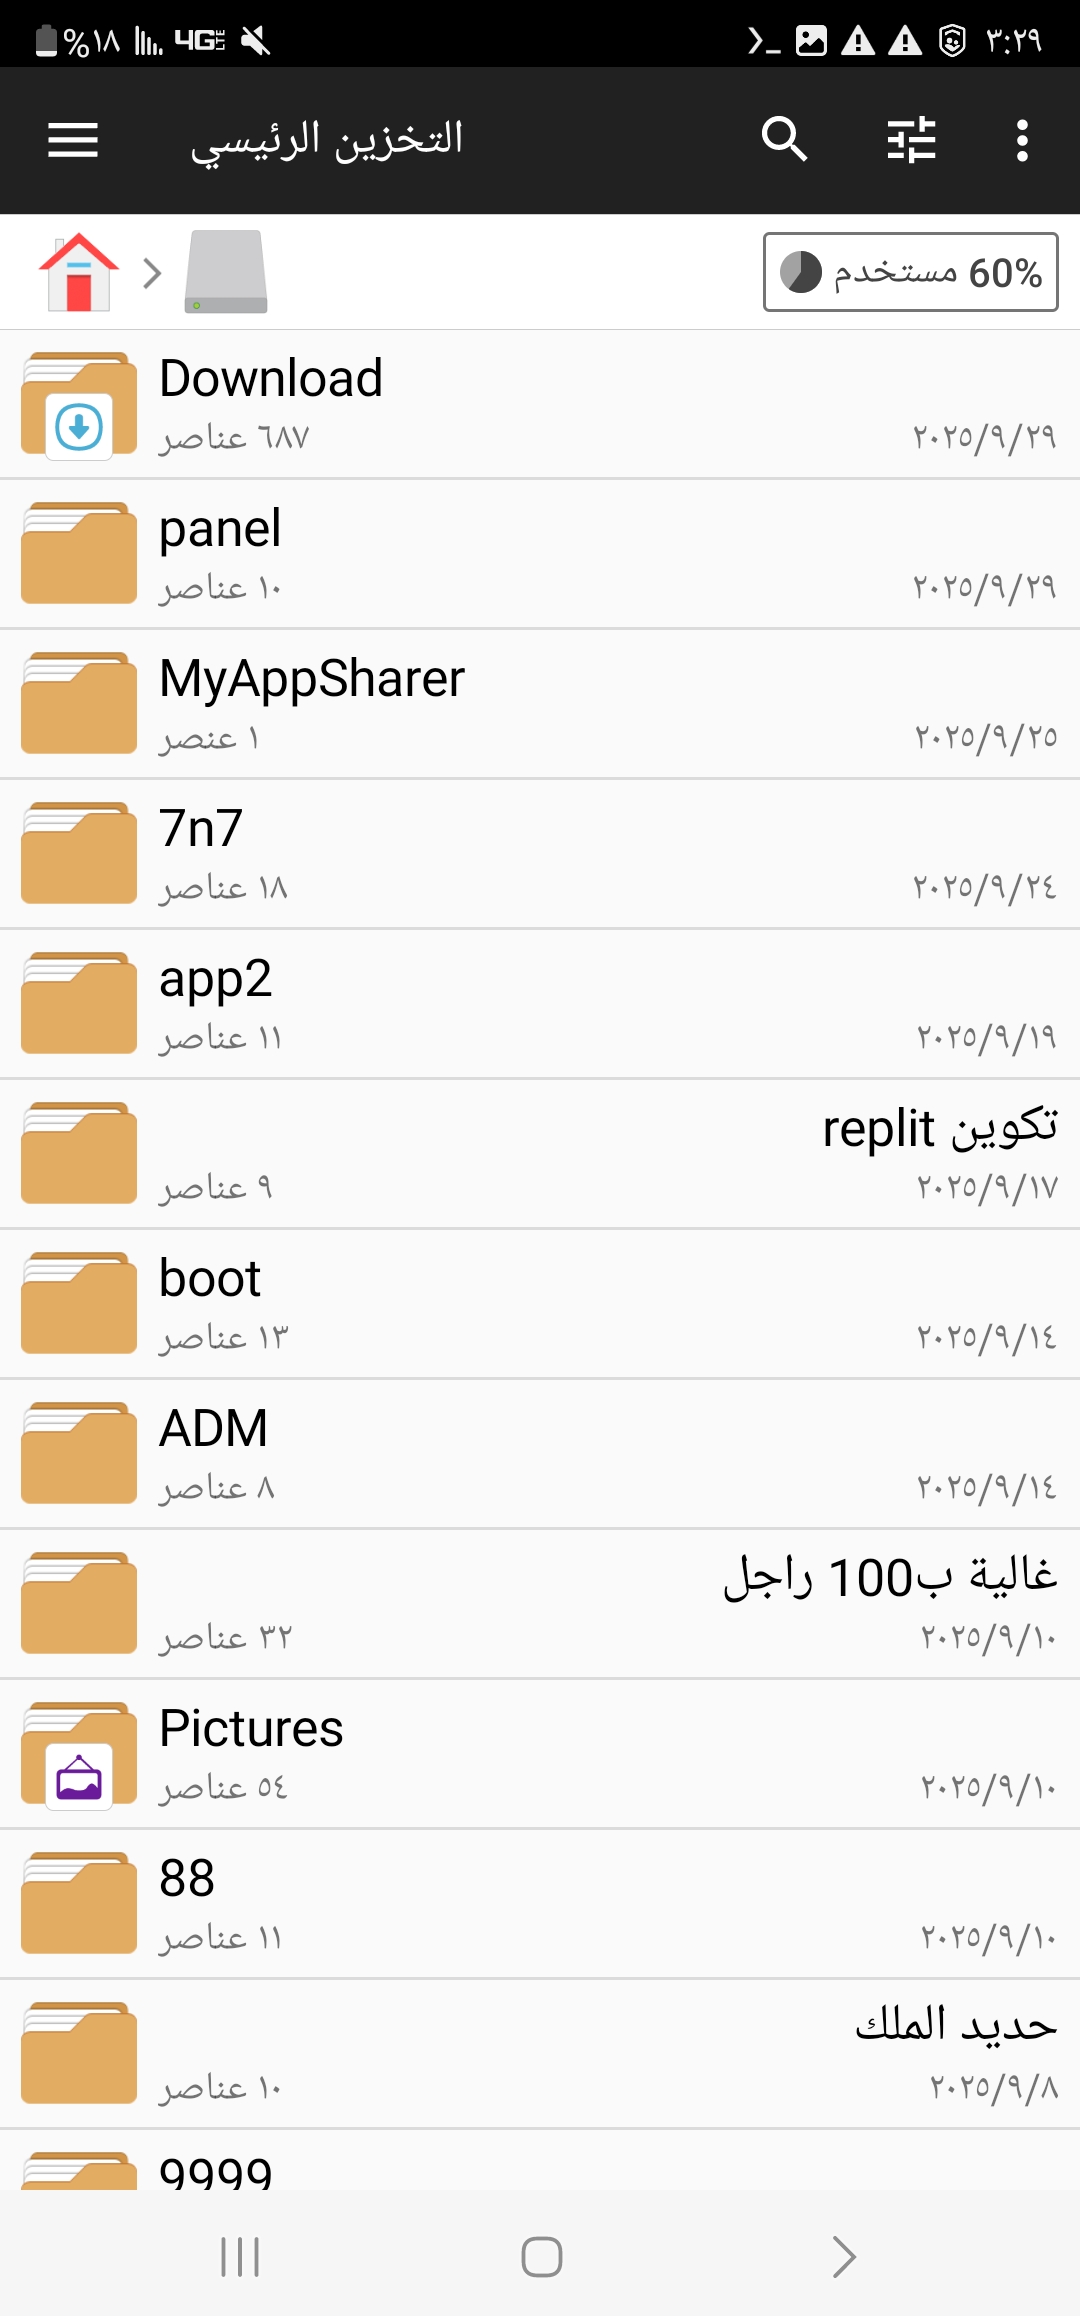 %١٨ 4G LTE ٣:٢٩
التخزين الرئيسي
60% مستخدم
Download
٦٨٧ عناصر ٢٠٢٥/٩/٢٩
panel
١٠ عناصر ٢٠٢٥/٩/٢٩
MyAppSharer
١ عنصر ٢٠٢٥/٩/٢٥
7n7
١٨ عناصر ٢٠٢٥/٩/٢٤
app2
١١ عناصر ٢٠٢٥/٩/١٩
تكوين replit
٩ عناصر ٢٠٢٥/٩/١٧
boot
١٣ عناصر ٢٠٢٥/٩/١٤
ADM
٨ عناصر ٢٠٢٥/٩/١٤
غالية ب100 راجل
٣٢ عناصر ٢٠٢٥/٩/١٠
Pictures
٥٤ عناصر ٢٠٢٥/٩/١٠
88
١١ عناصر ٢٠٢٥/٩/١٠
حديد الملك
١٠ عناصر ٢٠٢٥/٩/٨
9999